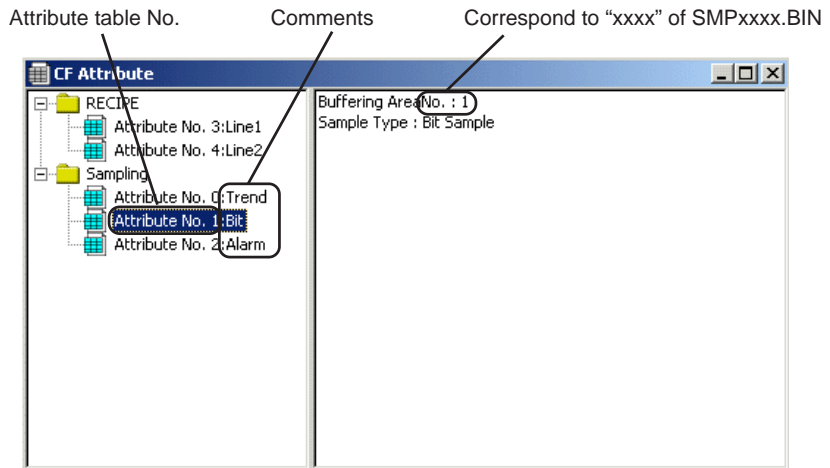 Attribute table No. Comments Correspond to “xxxx” of SMPxxxx.BIN
CF Attribute
RECIPE
Attribute No. 3:Line1
Attribute No. 4:Line2
Sampling
Attribute No. 0:Trend
Attribute No. 1:Bit
Attribute No. 2:Alarm
Buffering Area No. : 1
Sample Type : Bit Sample